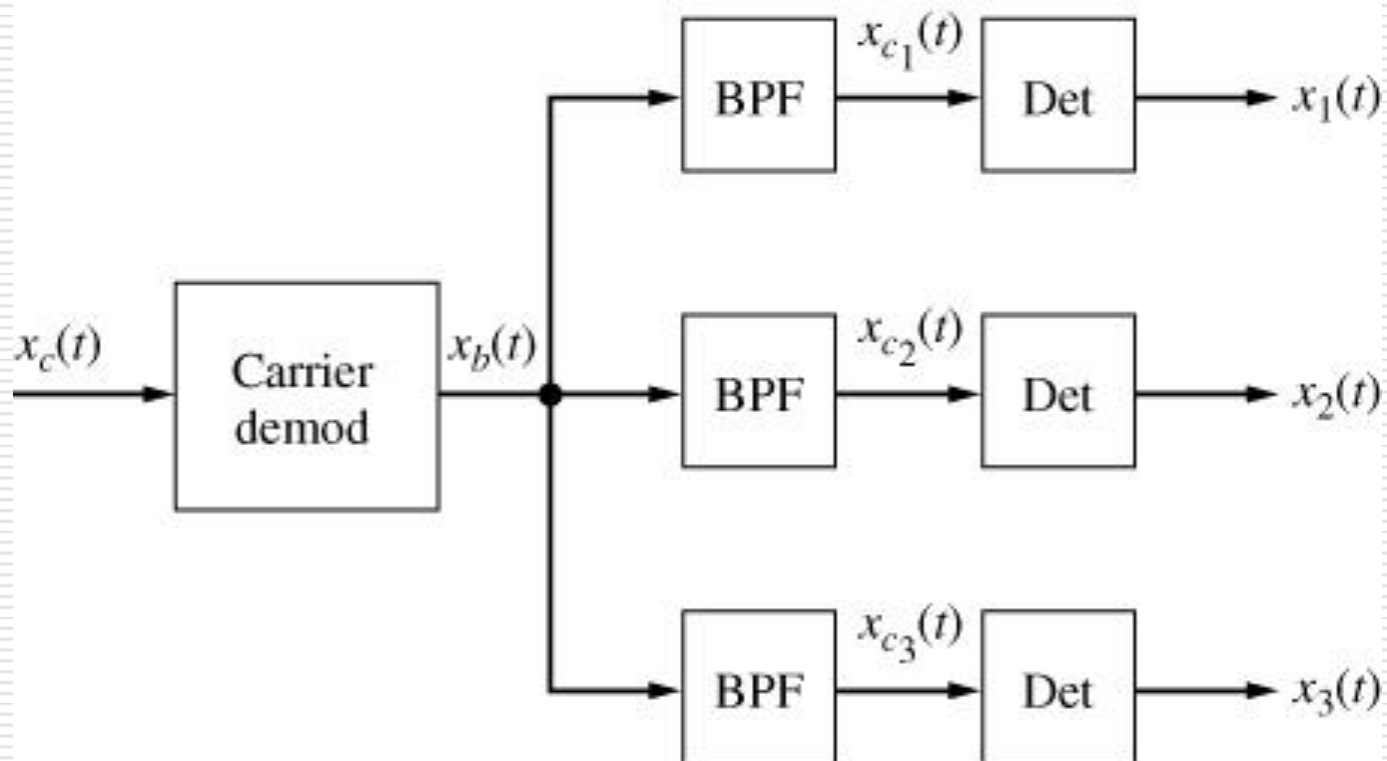 x_{c_1}(t)
BPF
Det
x_1(t)
x_c(t)
Carrier
demod
x_b(t)
x_{c_2}(t)
BPF
Det
x_2(t)
x_{c_3}(t)
BPF
Det
x_3(t)